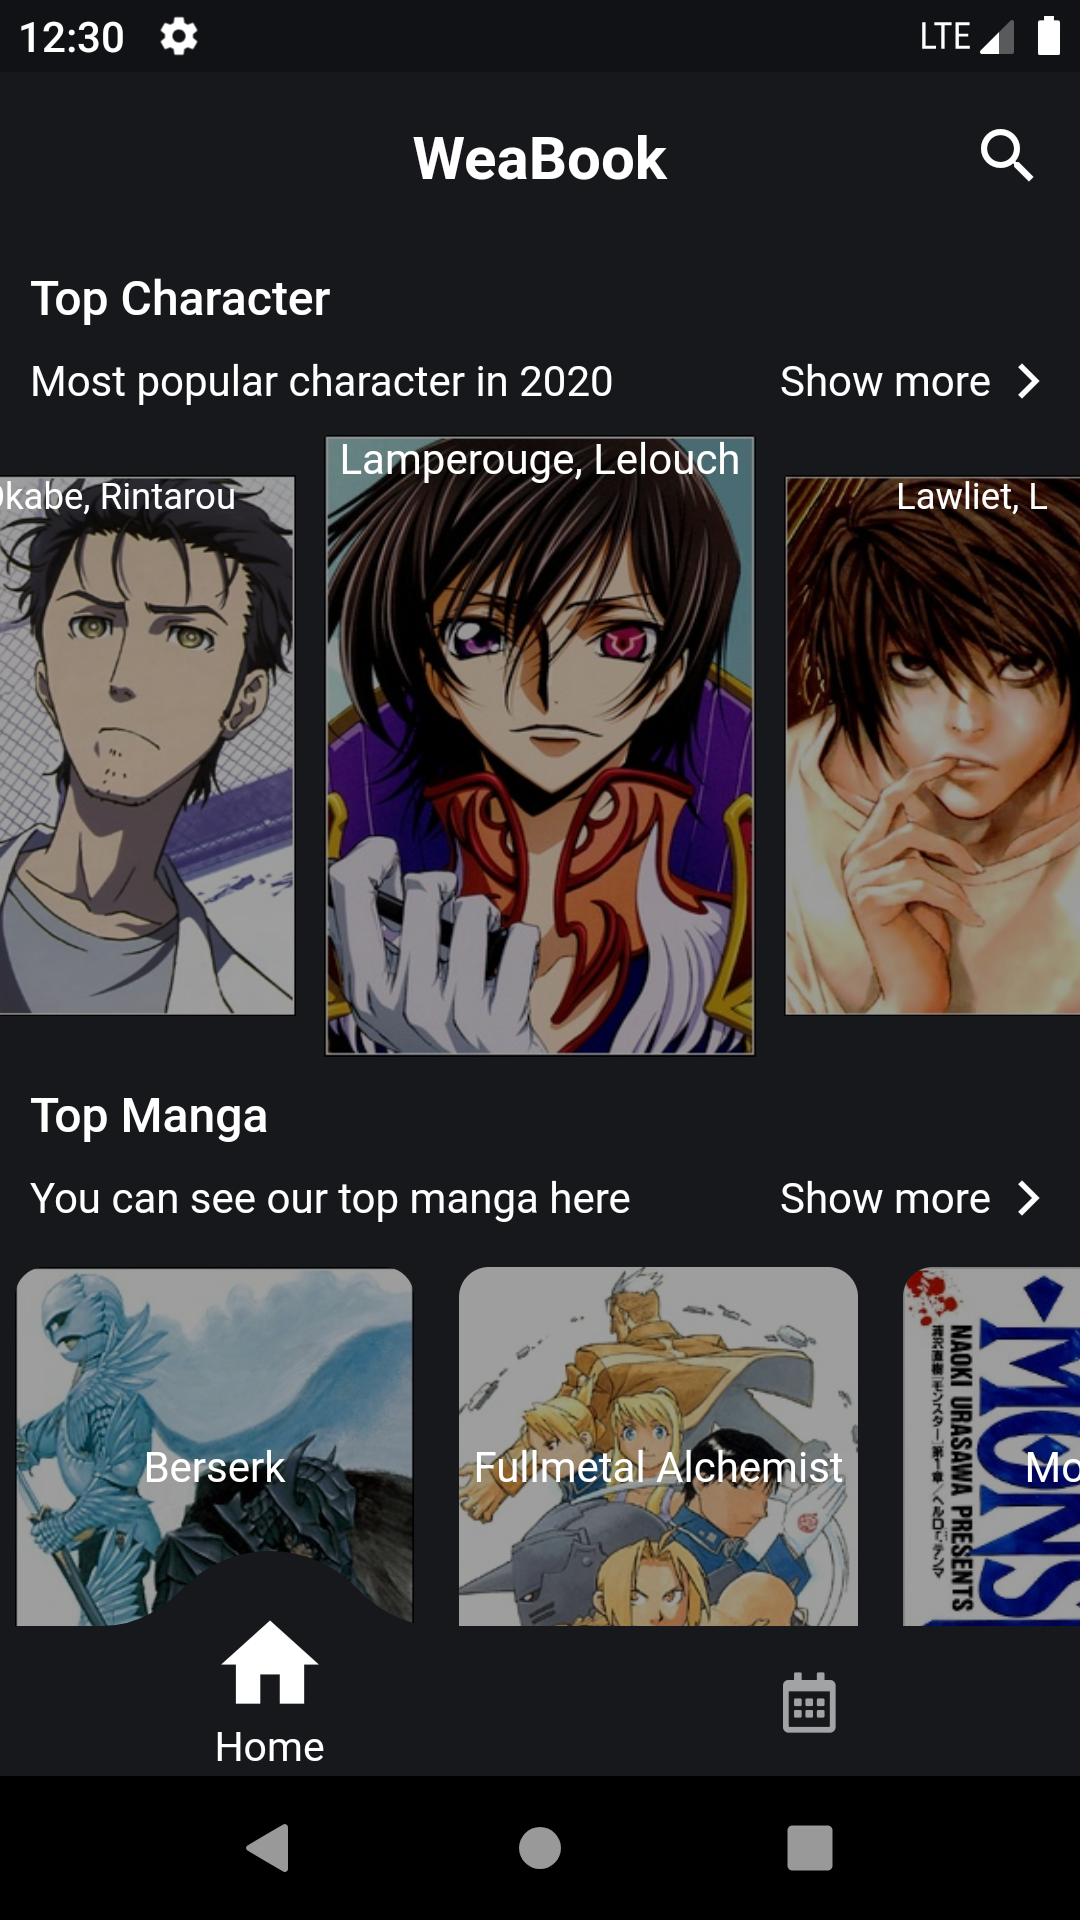 12:30
LTE
WeaBook
Top Character
Most popular character in 2020
Show more
Okabe, Rintarou
Lamperouge, Lelouch
Lawliet, L
Top Manga
You can see our top manga here
Show more
Berserk
Fullmetal Alchemist
Mo
MONS
NAOKI URASAWA PRESENTS
Home